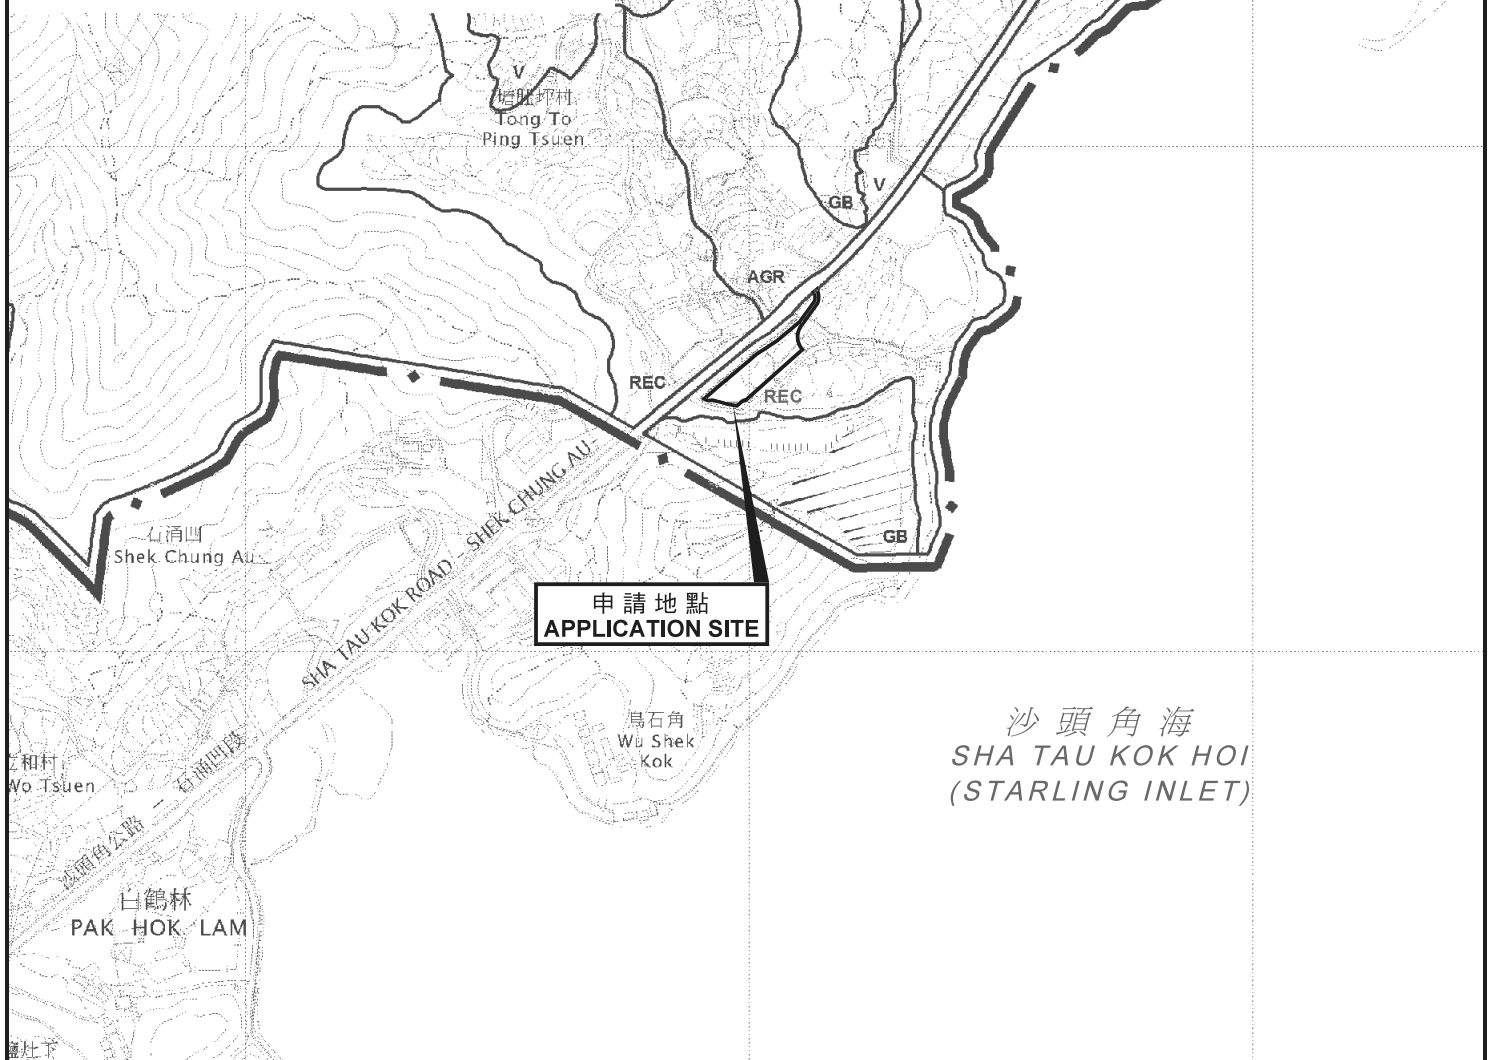 V
Tong To
Ping Tsuen
V
GB
AGR
REC
REC
GB
石涌凹
Shek Chung Au
SHA TAU KOK ROAD - SHEK CHUNG AU
申請地點
APPLICATION SITE
烏石角
Wu Shek
Kok
沙頭角海
SHA TAU KOK HOI
(STARLING INLET)
和村
Wo Tsuen
沙頭角公路 - 石涌凹段
白鶴林
PAK HOK LAM